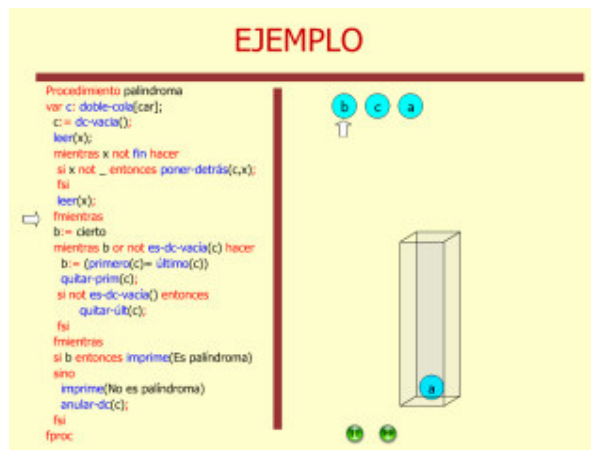 EJEMPLO
Procedimiento palindroma
var c: doble-cola[car];
c:= dc-vacia();
leer(x);
mientras x not fin hacer
si x not _ entonces poner-detrás(c,x);
fsi
leer(x);
fmientras
b:= cierto
mientras b or not es-dc-vacia(c) hacer
b:= (primero(c)= último(c))
quitar-prim(c);
si not es-dc-vacia() entonces
quitar-últ(c);
fsi
fmientras
si b entonces imprime(Es palíndroma)
sino
imprime(No es palíndroma)
anular-dc(c);
fsi
fproc
b c a
a